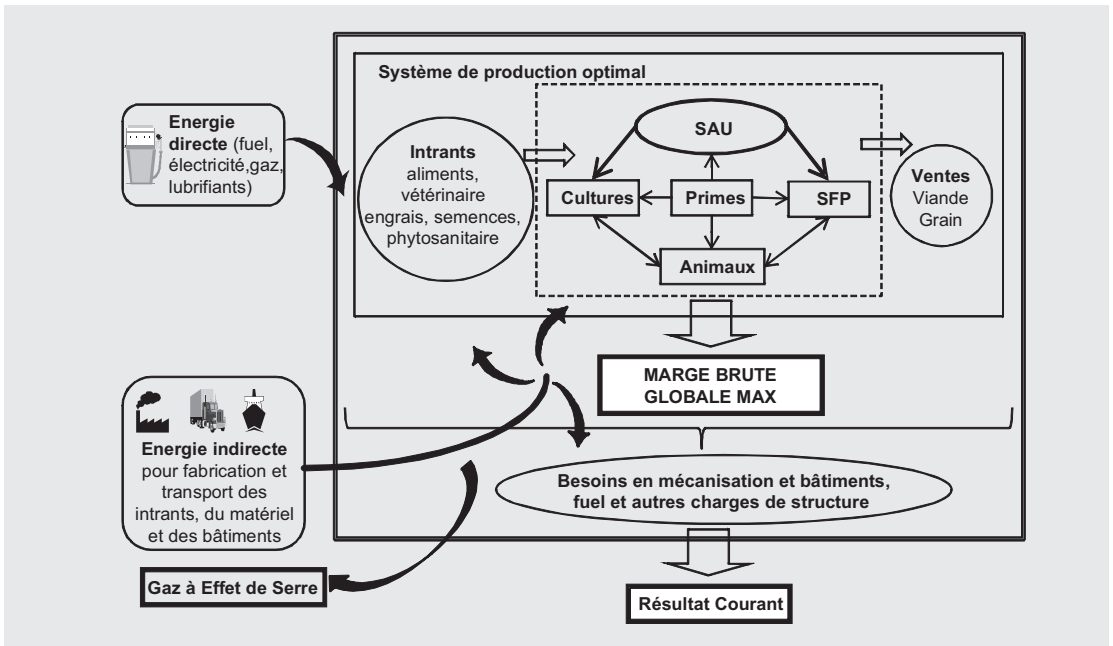 Système de production optimal
Energie
directe (fuel,
électricité,gaz,
lubrifiants)
Intrants
aliments,
vétérinaire
engrais, semences,
phytosanitaire
SAU
Cultures
Primes
SFP
Animaux
Ventes
Viande
Grain
MARGE BRUTE
GLOBALE MAX
Energie indirecte
pour fabrication et
transport des
intrants, du matériel
et des bâtiments
Besoins en mécanisation et bâtiments,
fuel et autres charges de structure
Gaz à Effet de Serre
Résultat Courant